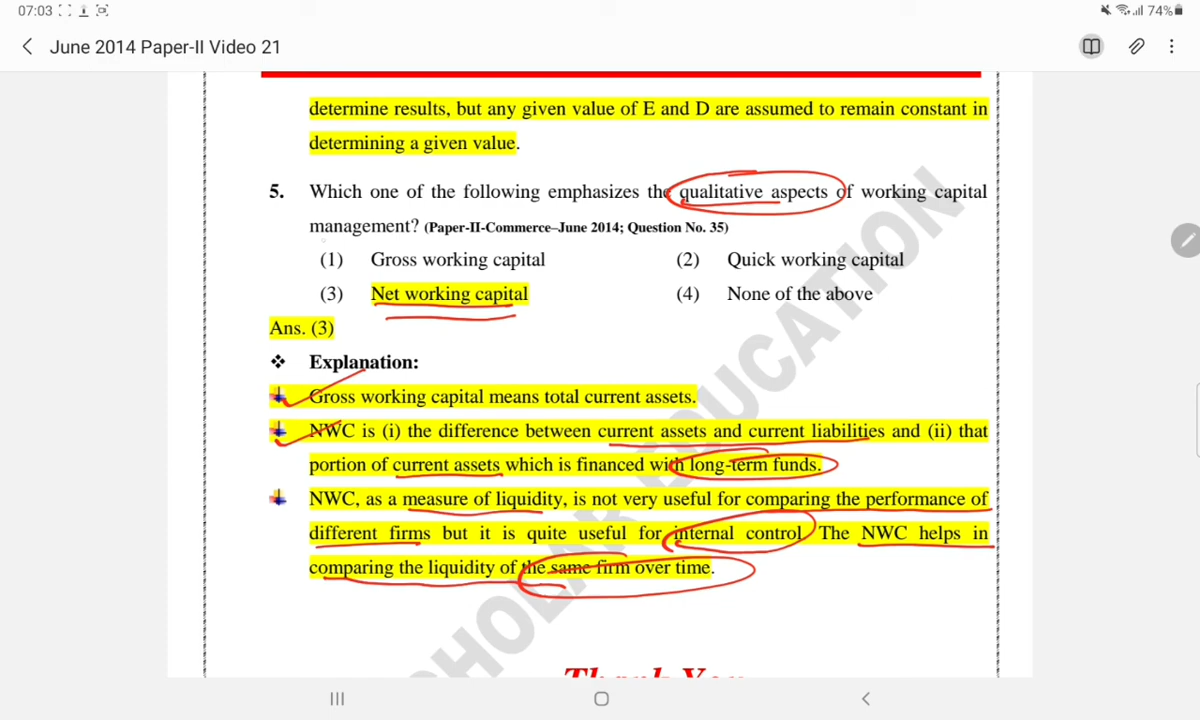 07:03
74%
June 2014 Paper-II Video 21
determine results, but any given value of E and D are assumed to remain constant in
determining a given value.
5. Which one of the following emphasizes the qualitative aspects of working capital
management? (Paper-II-Commerce–June 2014; Question No. 35)
(1) Gross working capital (2) Quick working capital
(3) Net working capital (4) None of the above
Ans. (3)
❖ Explanation:
Gross working capital means total current assets.
NWC is (i) the difference between current assets and current liabilities and (ii) that
portion of current assets which is financed with long-term funds.
NWC, as a measure of liquidity, is not very useful for comparing the performance of
different firms but it is quite useful for internal control. The NWC helps in
comparing the liquidity of the same firm over time.
EDUCATION